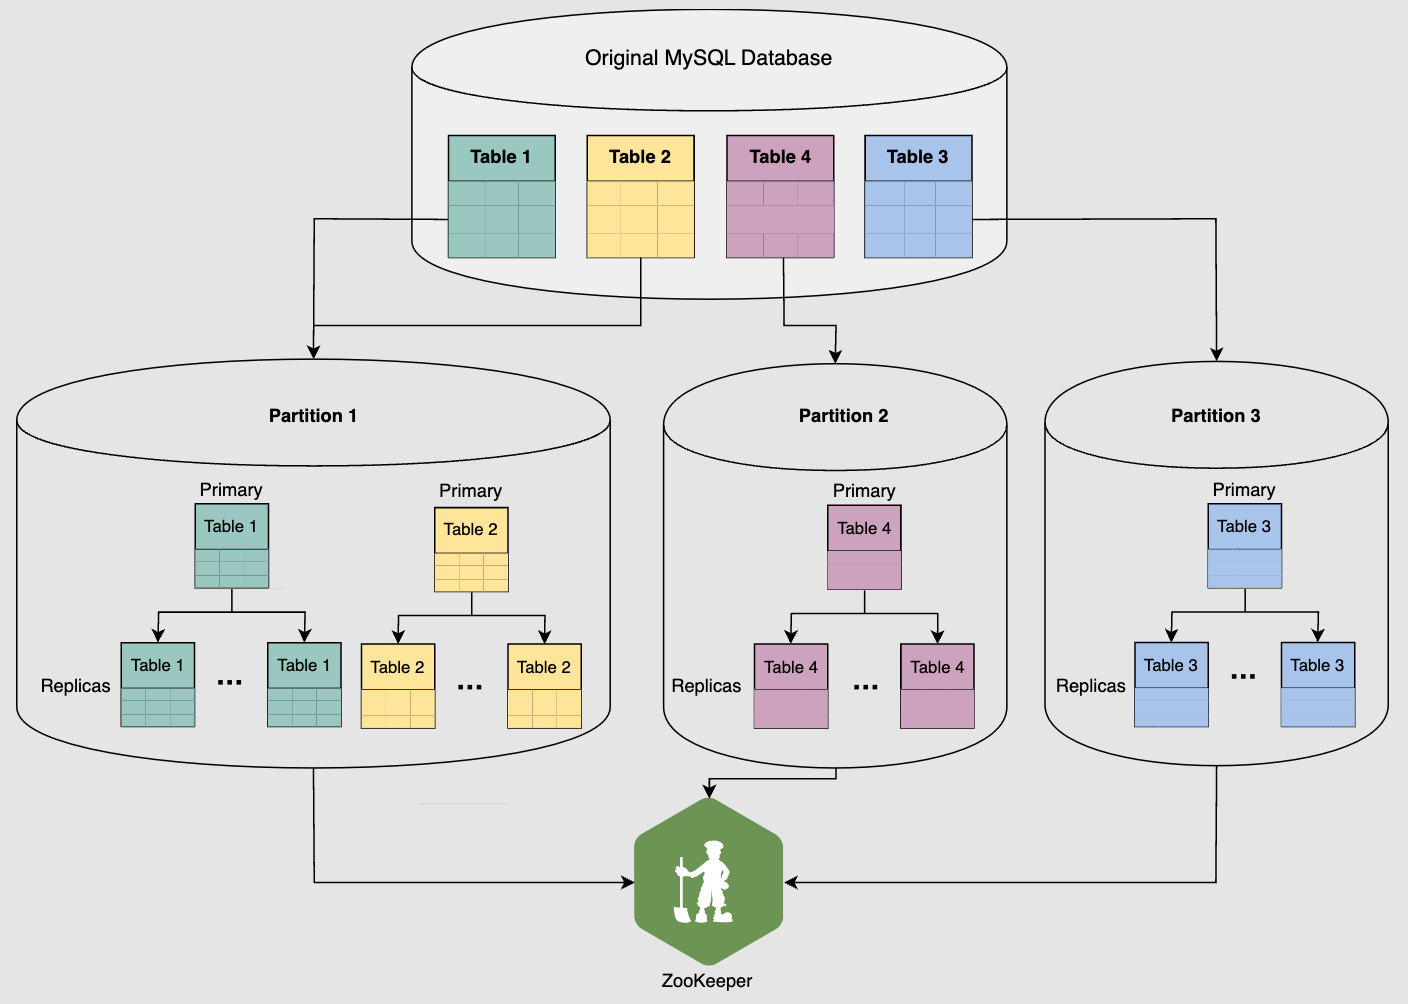 Original MySQL Database
Table 1
Table 2
Table 4
Table 3
Partition 1
Partition 2
Partition 3
Primary
Primary
Primary
Primary
Table 1
Table 2
Table 4
Table 3
Replicas
Table 1
...
Table 1
Table 2
...
Table 2
Replicas
Table 4
...
Table 4
Replicas
Table 3
...
Table 3
ZooKeeper